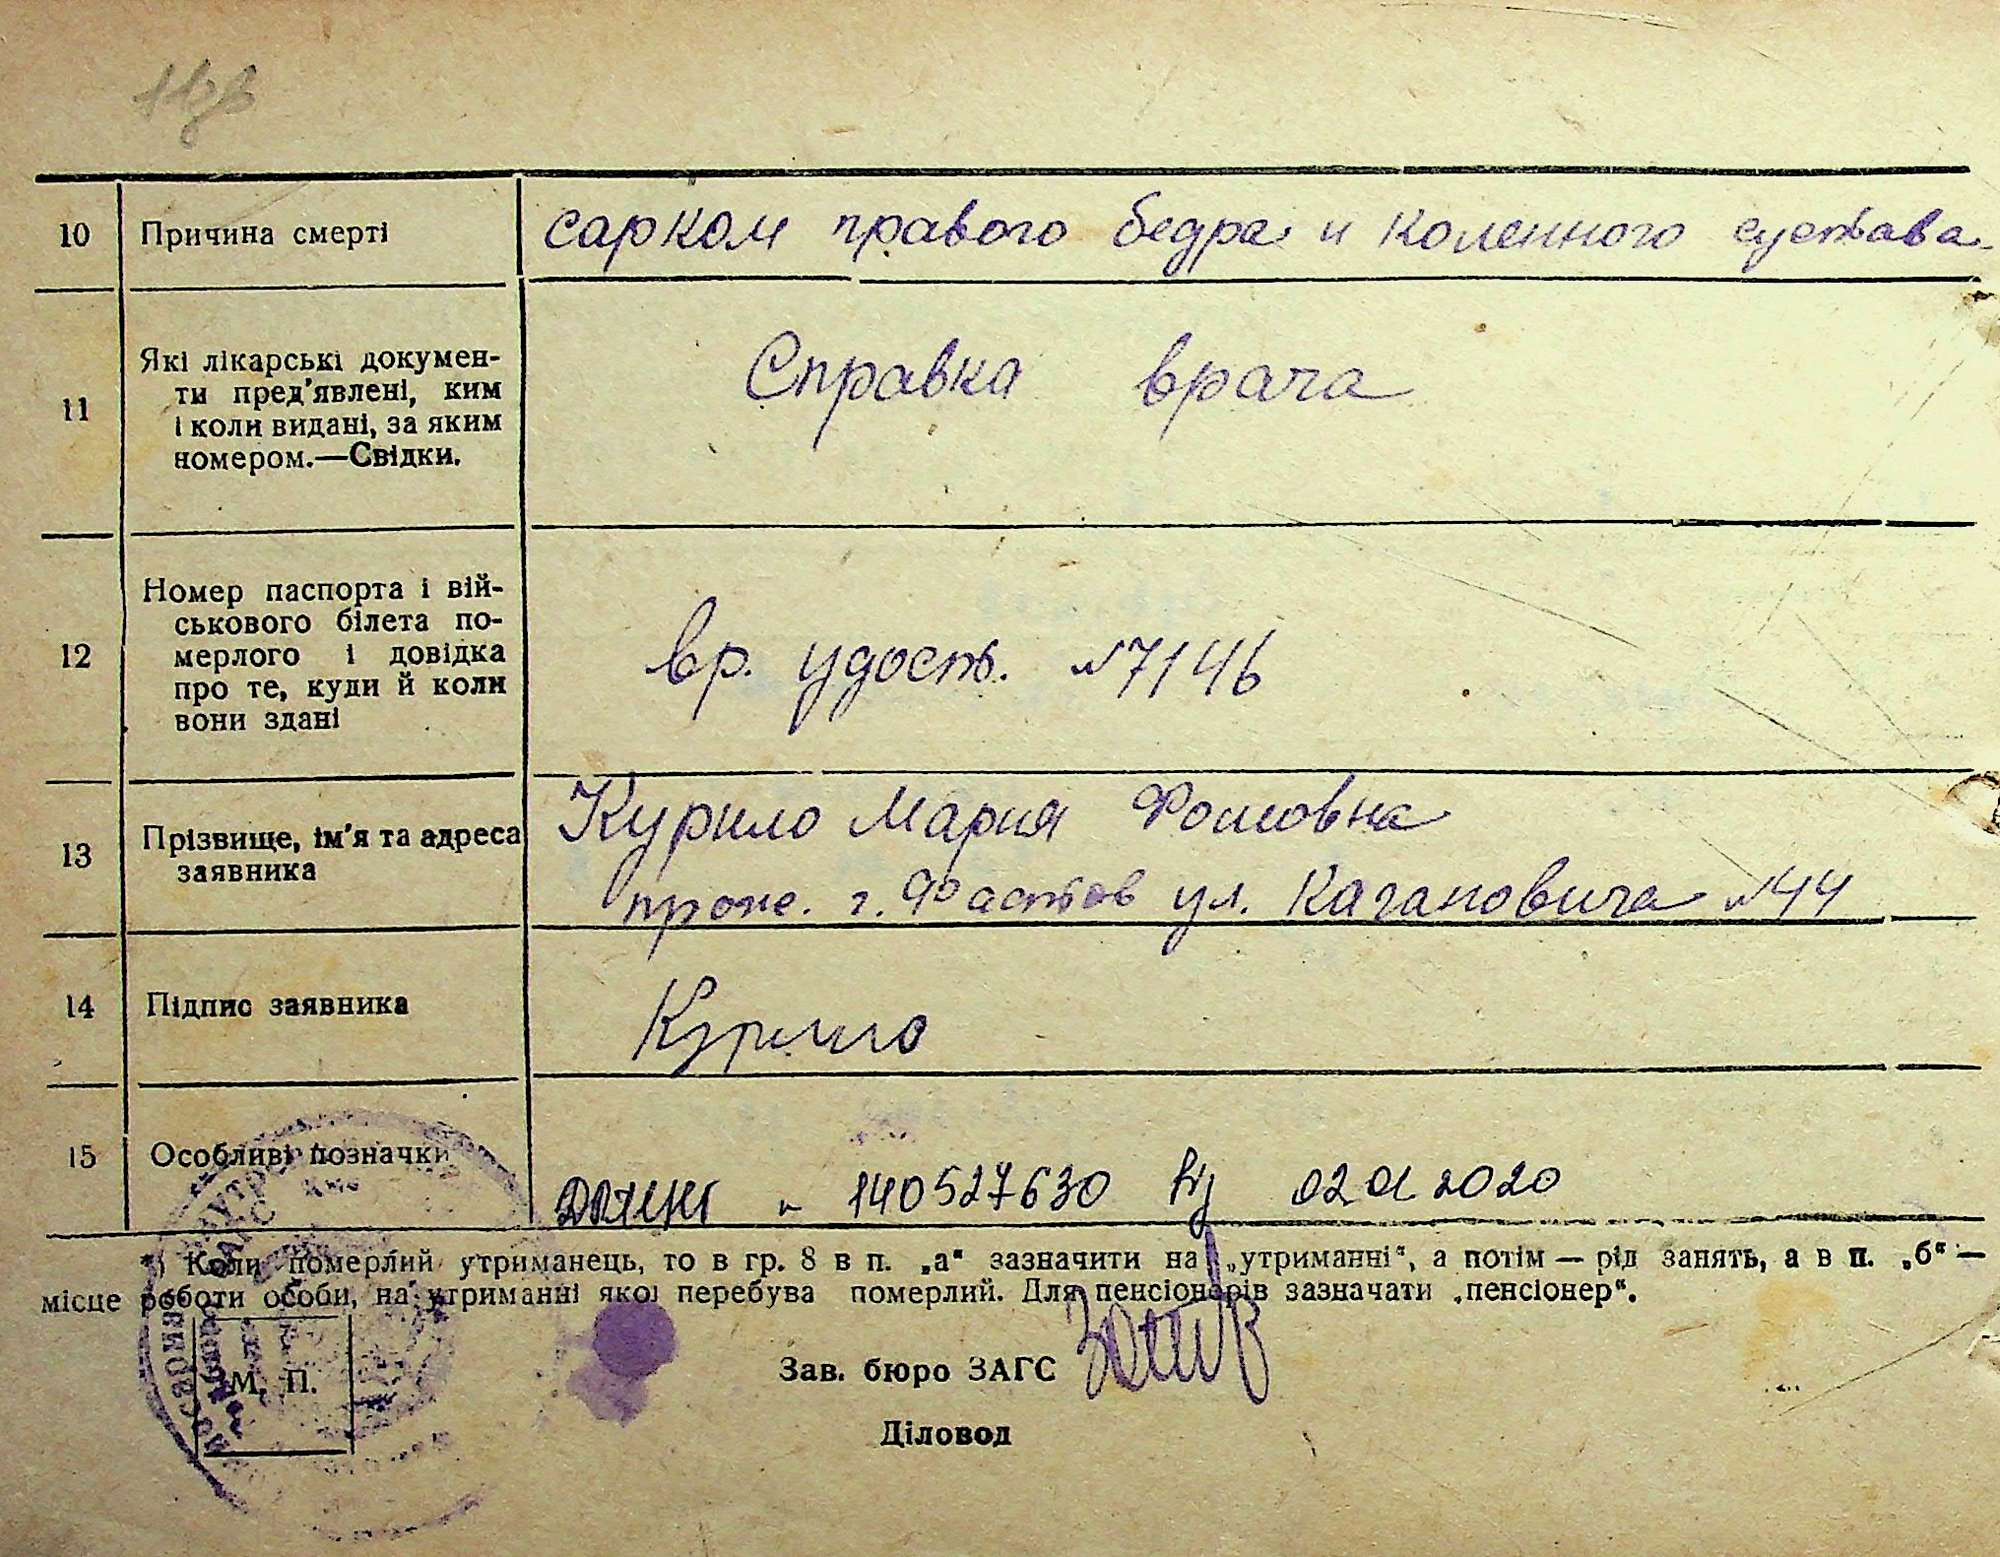 10 Причина смерті сарком правого бедра и коленного сустава
11 Які лікарські докумен-
ти пред'явлені, ким
і коли видані, за яким
номером.—Свідки.
Справка врача
12 Номер паспорта і вій-
ськового білета по-
мерлого і довідка
про те, куди й коли
вони здані
вр. удост. №7146
13 Прізвище, ім'я та адреса
заявника
Курило Мария Фомовна
прож. г. Фастов ул. Кагановича №44
14 Підпис заявника Курило
15 Особливі позначки
140527630 від 02 01 2020
*) Коли померлий утриманець, то в гр. 8 в п. „а“ зазначити на „утриманні“, а потім — рід занять, а в п. „б“ —
місце роботи особи, на утриманні якої перебува померлий. Для пенсіонерів зазначати „пенсіонер“.
М. П.
Зав. бюро ЗАГС
Діловод